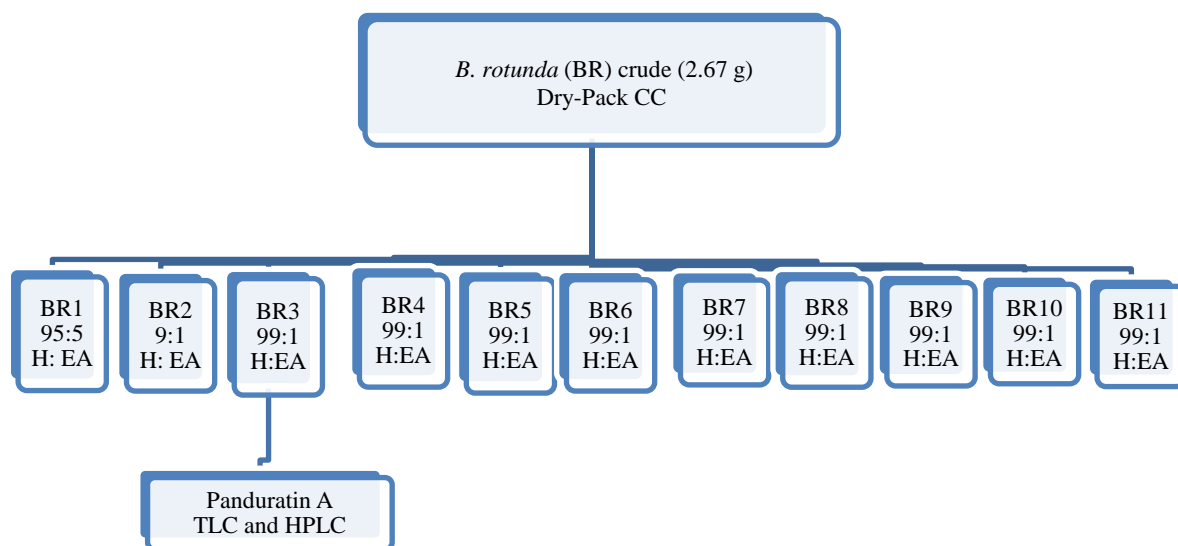 B. rotunda (BR) crude (2.67 g)
Dry-Pack CC
BR1
95:5
H: EA
BR2
9:1
H: EA
BR3
99:1
H:EA
BR4
99:1
H:EA
BR5
99:1
H:EA
BR6
99:1
H:EA
BR7
99:1
H:EA
BR8
99:1
H:EA
BR9
99:1
H:EA
BR10
99:1
H:EA
BR11
99:1
H:EA
Panduratin A
TLC and HPLC